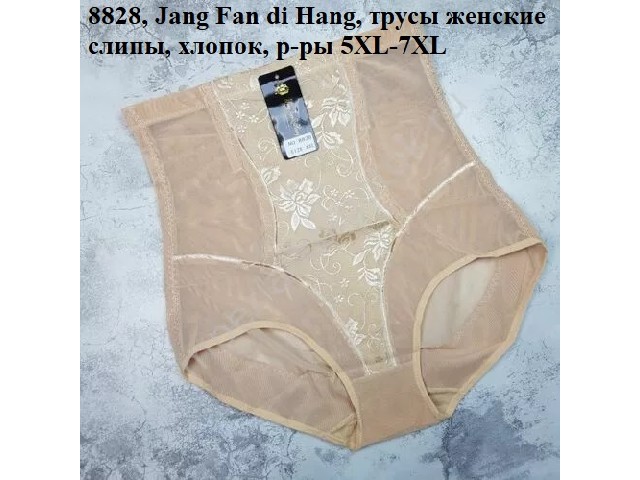 8828, Jang Fan di Hang, трусы женские
слипы, хлопок, р-ры 5XL-7XL